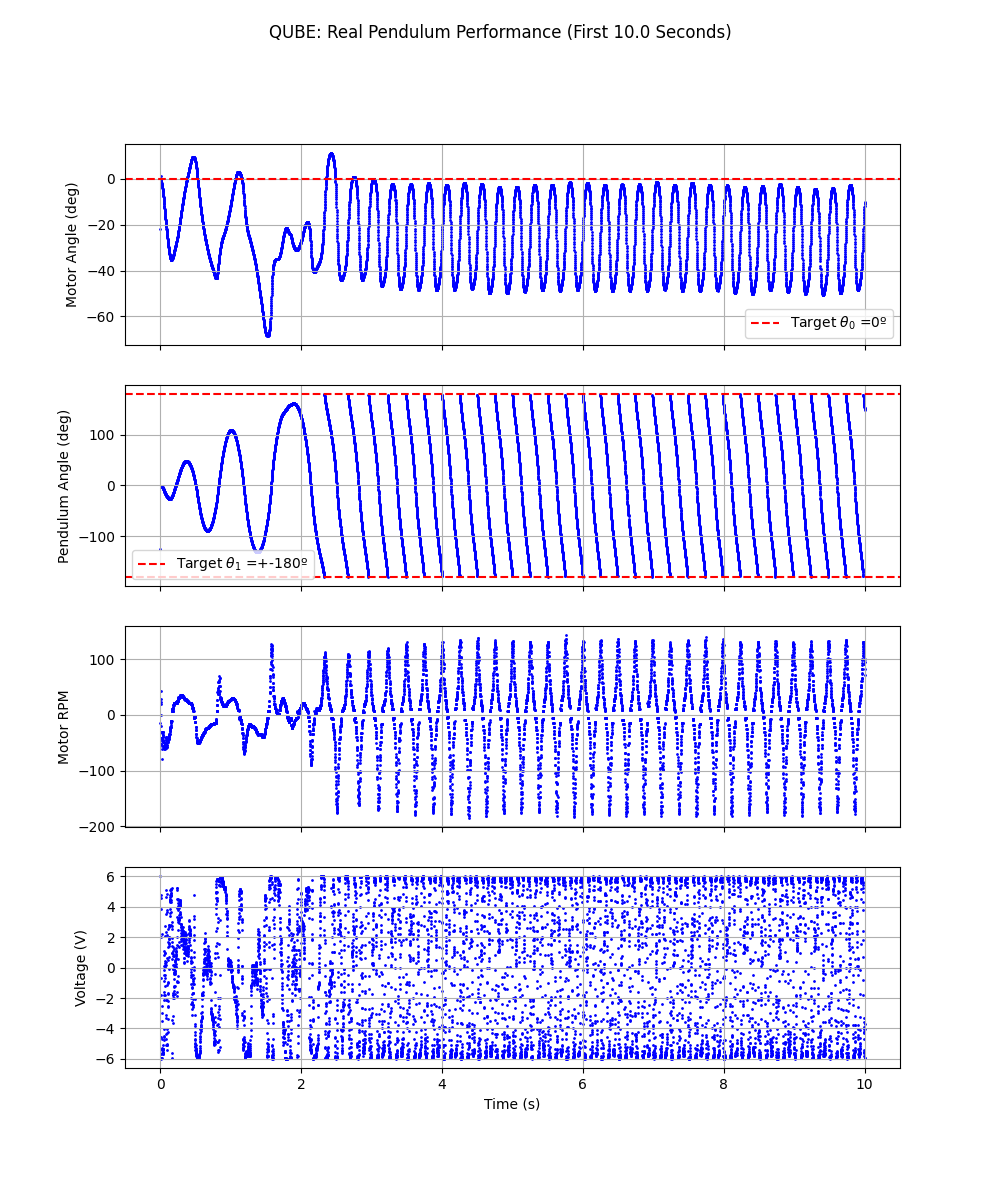 QUBE: Real Pendulum Performance (First 10.0 Seconds)
Motor Angle (deg)
0
−20
−40
−60
Target θ0 =0º
Pendulum Angle (deg)
100
0
−100
Target θ1 =+-180º
Motor RPM
100
0
−100
−200
Voltage (V)
6
4
2
0
−2
−4
−6
0 2 4 6 8 10
Time (s)